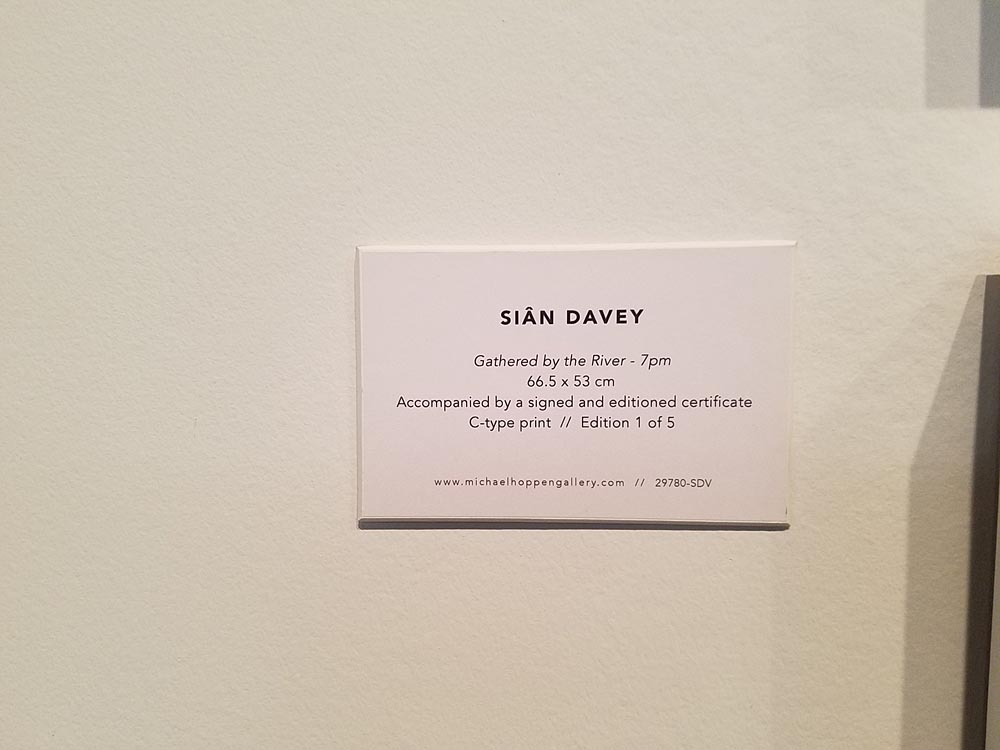 SIÂN DAVEY
Gathered by the River - 7pm
66.5 x 53 cm
Accompanied by a signed and editioned certificate
C-type print // Edition 1 of 5
www.michaelhoppengallery.com // 29780-SDV